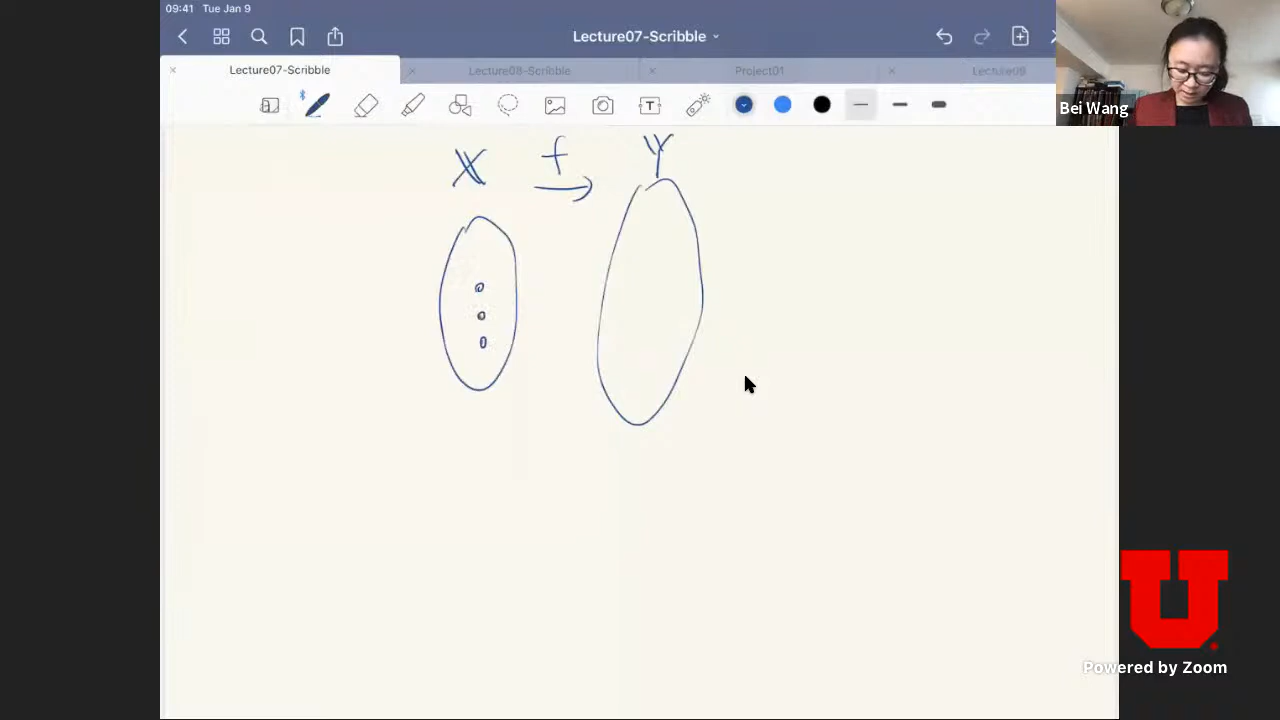 09:41 Tue Jan 9
Lecture07-Scribble
Lecture07-Scribble Lecture08-Scribble Project01 Lecture09
T
Bei Wang
X f Y
U
Powered by Zoom